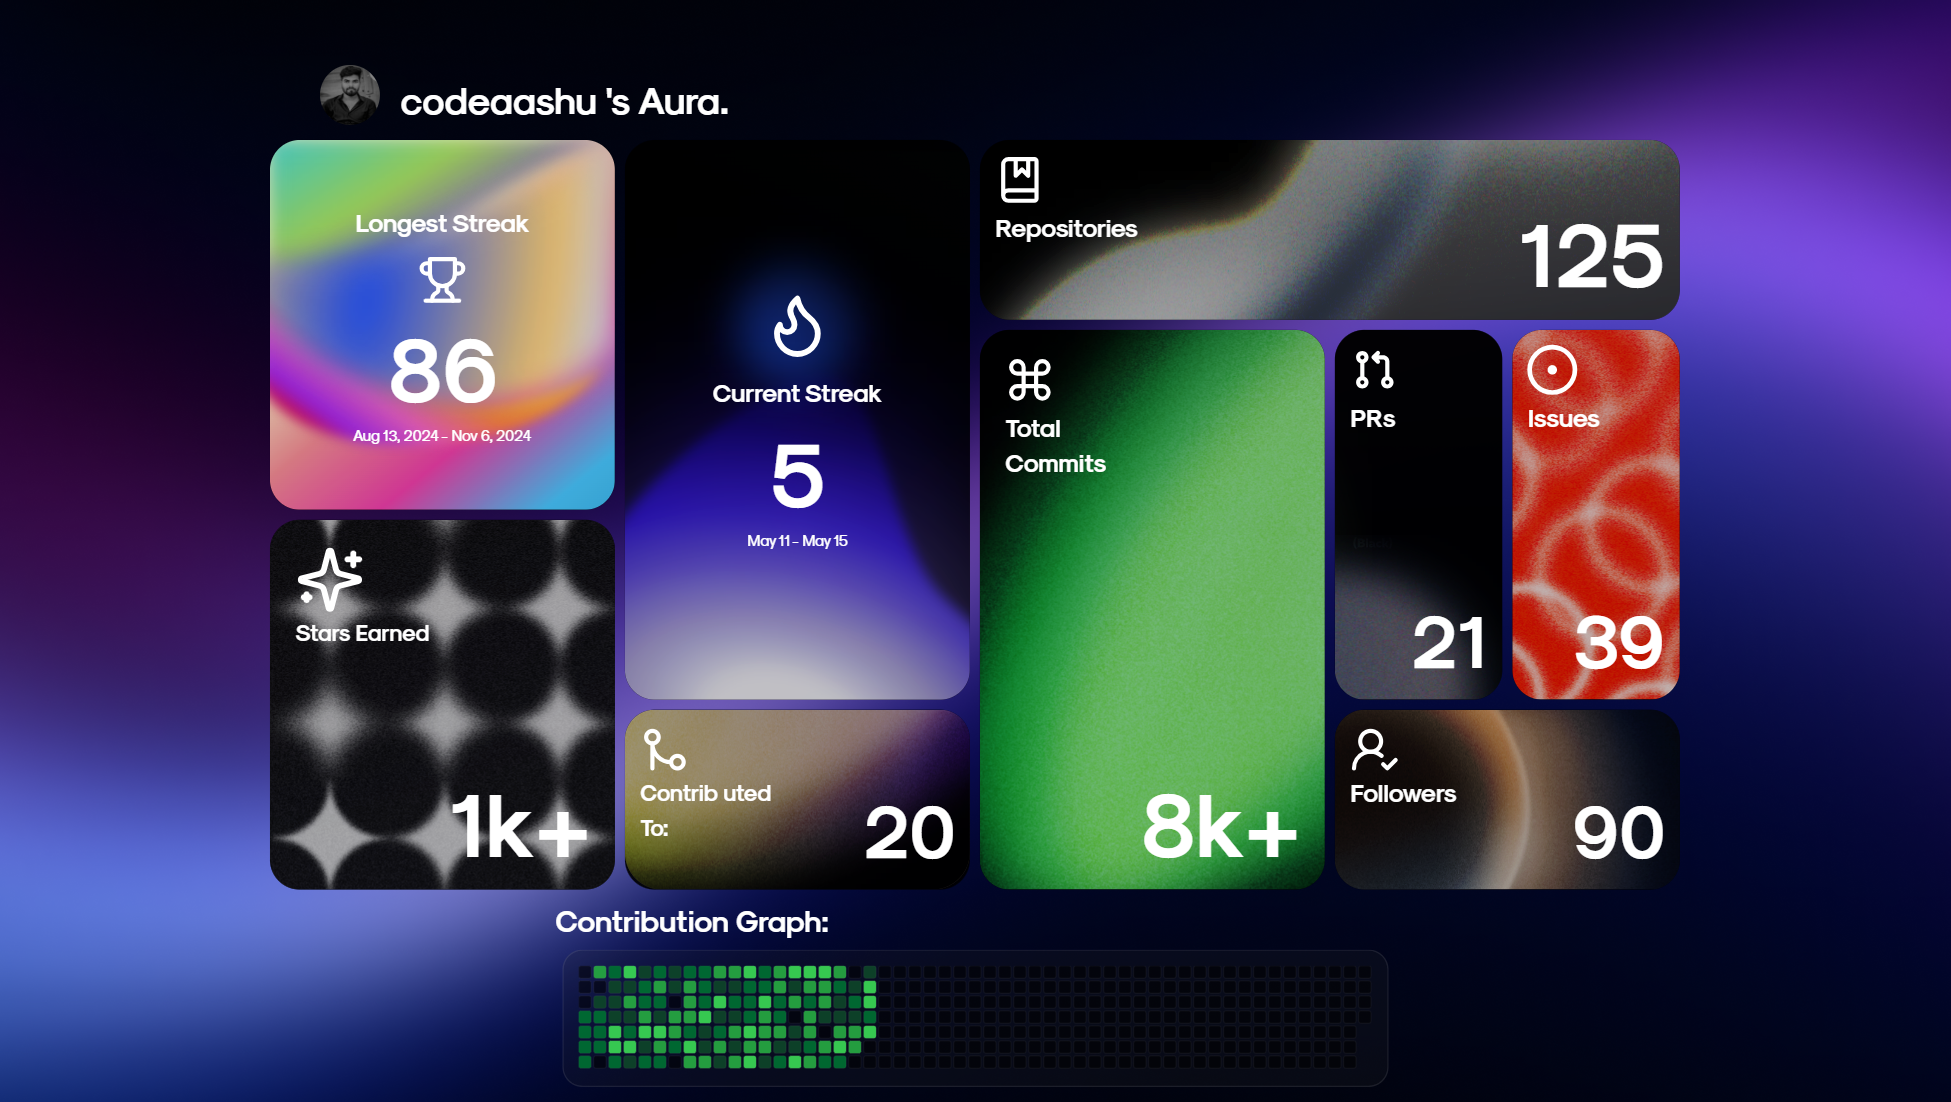 codeaashu 's Aura.
Longest Streak
86
Aug 13, 2024 - Nov 6, 2024
Current Streak
5
May 11 - May 15
Repositories
125
Total
Commits
8k+
PRs
21
Issues
39
Stars Earned
1k+
Contrib uted
To:
20
Followers
90
Contribution Graph: